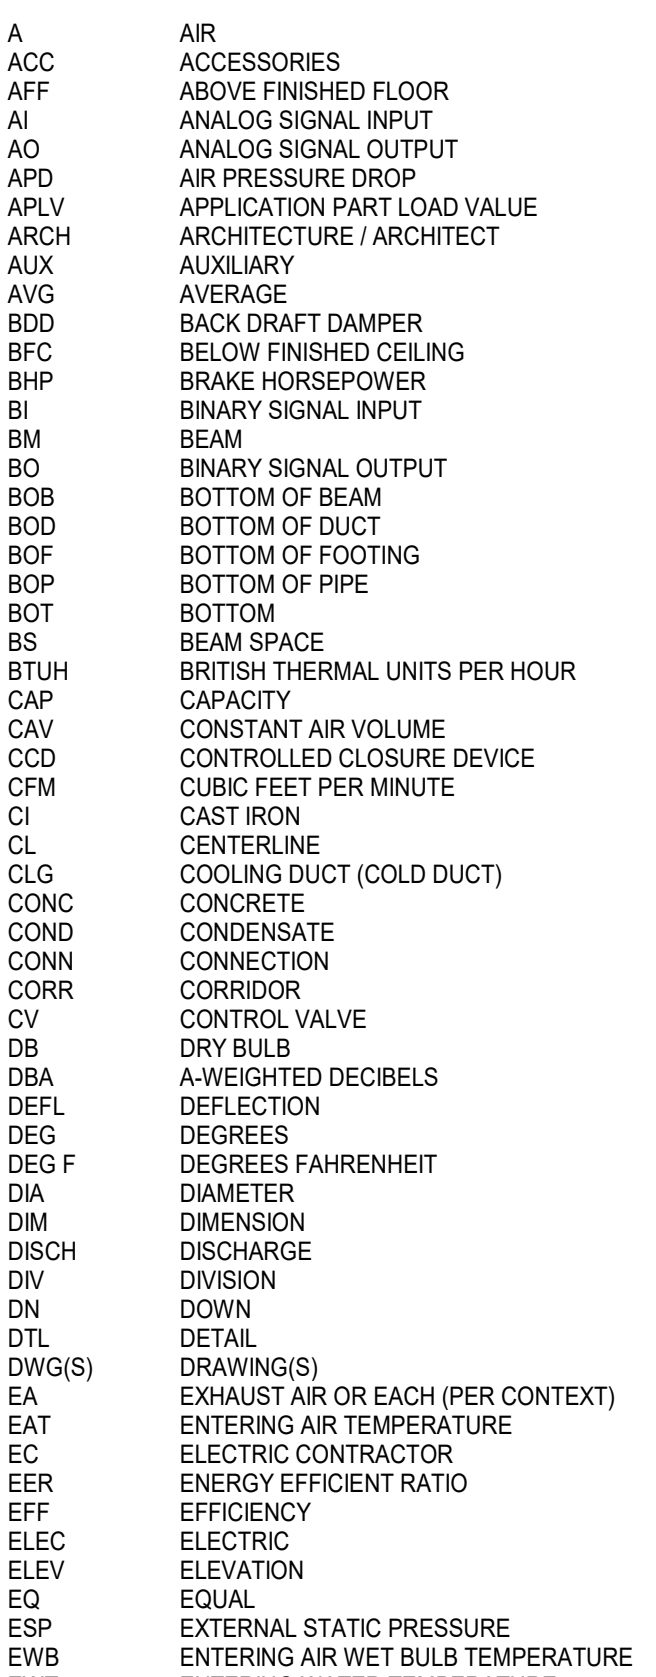 A AIR
ACC ACCESSORIES
AFF ABOVE FINISHED FLOOR
AI ANALOG SIGNAL INPUT
AO ANALOG SIGNAL OUTPUT
APD AIR PRESSURE DROP
APLV APPLICATION PART LOAD VALUE
ARCH ARCHITECTURE / ARCHITECT
AUX AUXILIARY
AVG AVERAGE
BDD BACK DRAFT DAMPER
BFC BELOW FINISHED CEILING
BHP BRAKE HORSEPOWER
BI BINARY SIGNAL INPUT
BM BEAM
BO BINARY SIGNAL OUTPUT
BOB BOTTOM OF BEAM
BOD BOTTOM OF DUCT
BOF BOTTOM OF FOOTING
BOP BOTTOM OF PIPE
BOT BOTTOM
BS BEAM SPACE
BTUH BRITISH THERMAL UNITS PER HOUR
CAP CAPACITY
CAV CONSTANT AIR VOLUME
CCD CONTROLLED CLOSURE DEVICE
CFM CUBIC FEET PER MINUTE
CI CAST IRON
CL CENTERLINE
CLG COOLING DUCT (COLD DUCT)
CONC CONCRETE
COND CONDENSATE
CONN CONNECTION
CORR CORRIDOR
CV CONTROL VALVE
DB DRY BULB
DBA A-WEIGHTED DECIBELS
DEFL DEFLECTION
DEG DEGREES
DEG F DEGREES FAHRENHEIT
DIA DIAMETER
DIM DIMENSION
DISCH DISCHARGE
DIV DIVISION
DN DOWN
DTL DETAIL
DWG(S) DRAWING(S)
EA EXHAUST AIR OR EACH (PER CONTEXT)
EAT ENTERING AIR TEMPERATURE
EC ELECTRIC CONTRACTOR
EER ENERGY EFFICIENT RATIO
EFF EFFICIENCY
ELEC ELECTRIC
ELEV ELEVATION
EQ EQUAL
ESP EXTERNAL STATIC PRESSURE
EWB ENTERING AIR WET BULB TEMPERATURE